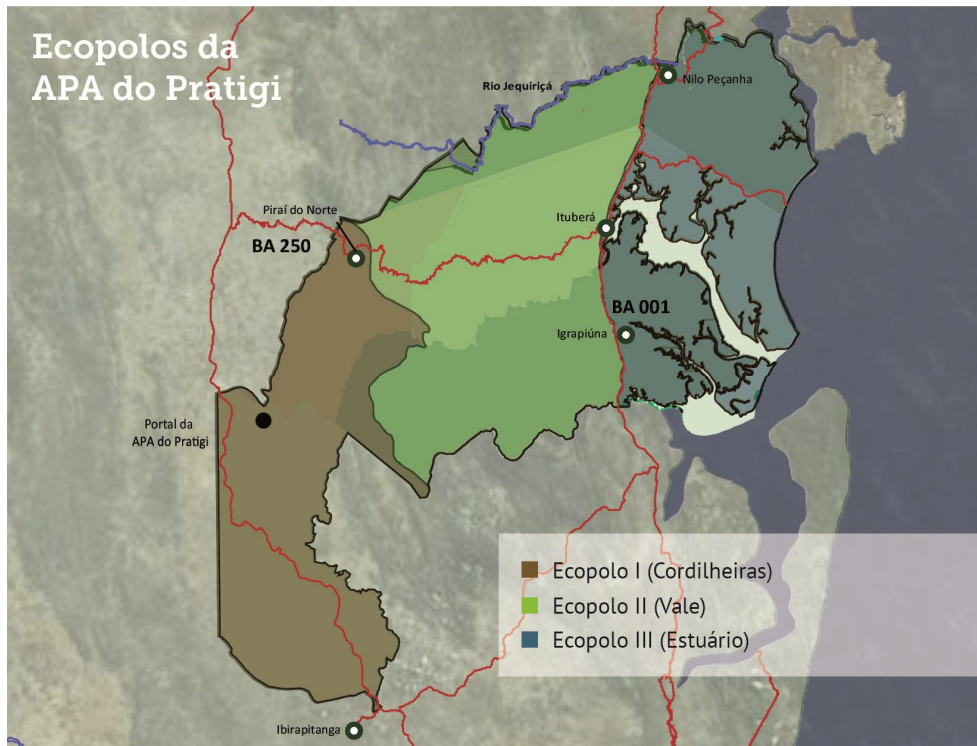 Ecopolos da
APA do Pratigi
Rio Jequiriçá
Nilo Peçanha
Piraí do Norte
Ituberá
BA 250
BA 001
Igrapiúna
Portal da
APA do Pratigi
Ecopolo I (Cordilheiras)
Ecopolo II (Vale)
Ecopolo III (Estuário)
Ibirapitanga